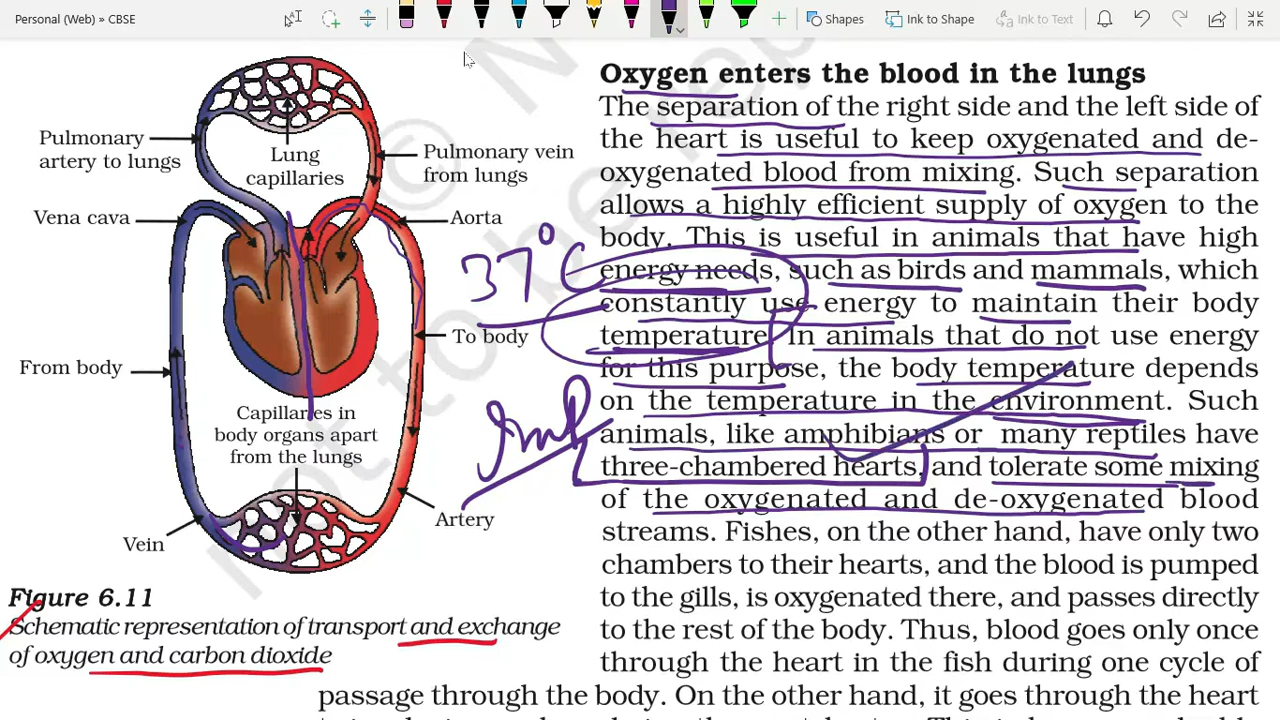 Personal (Web) » CBSE
Shapes
Ink to Shape
Ink to Text
Pulmonary
artery to lungs
Lung
capillaries
Pulmonary vein
from lungs
Vena cava
Aorta
To body
From body
Capillaries in
body organs apart
from the lungs
Artery
Vein
Figure 6.11
Schematic representation of transport and exchange
of oxygen and carbon dioxide
37°C
Imp
Oxygen enters the blood in the lungs
The separation of the right side and the left side of
the heart is useful to keep oxygenated and de-
oxygenated blood from mixing. Such separation
allows a highly efficient supply of oxygen to the
body. This is useful in animals that have high
energy needs, such as birds and mammals, which
constantly use energy to maintain their body
temperature. In animals that do not use energy
for this purpose, the body temperature depends
on the temperature in the environment. Such
animals, like amphibians or many reptiles have
three-chambered hearts, and tolerate some mixing
of the oxygenated and de-oxygenated blood
streams. Fishes, on the other hand, have only two
chambers to their hearts, and the blood is pumped
to the gills, is oxygenated there, and passes directly
to the rest of the body. Thus, blood goes only once
through the heart in the fish during one cycle of
passage through the body. On the other hand, it goes through the heart